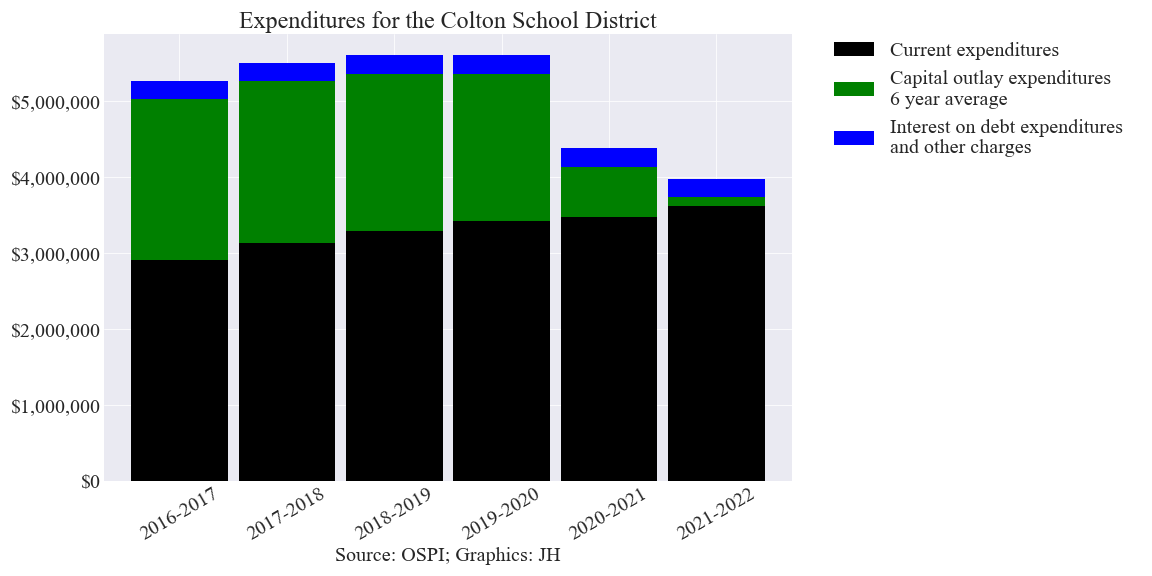 Expenditures for the Colton School District
Current expenditures
Capital outlay expenditures
6 year average
Interest on debt expenditures
and other charges
$5,000,000
$4,000,000
$3,000,000
$2,000,000
$1,000,000
$0
2016-2017
2017-2018
2018-2019
2019-2020
2020-2021
2021-2022
Source: OSPI; Graphics: JH